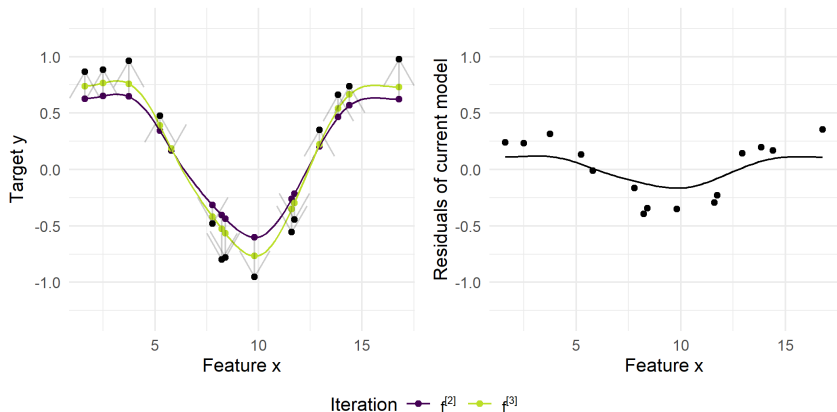 1.0
0.5
0.0
-0.5
-1.0
Target y
5 10 15
Feature x
1.0
0.5
0.0
-0.5
-1.0
Residuals of current model
5 10 15
Feature x
Iteration f[2] f[3]